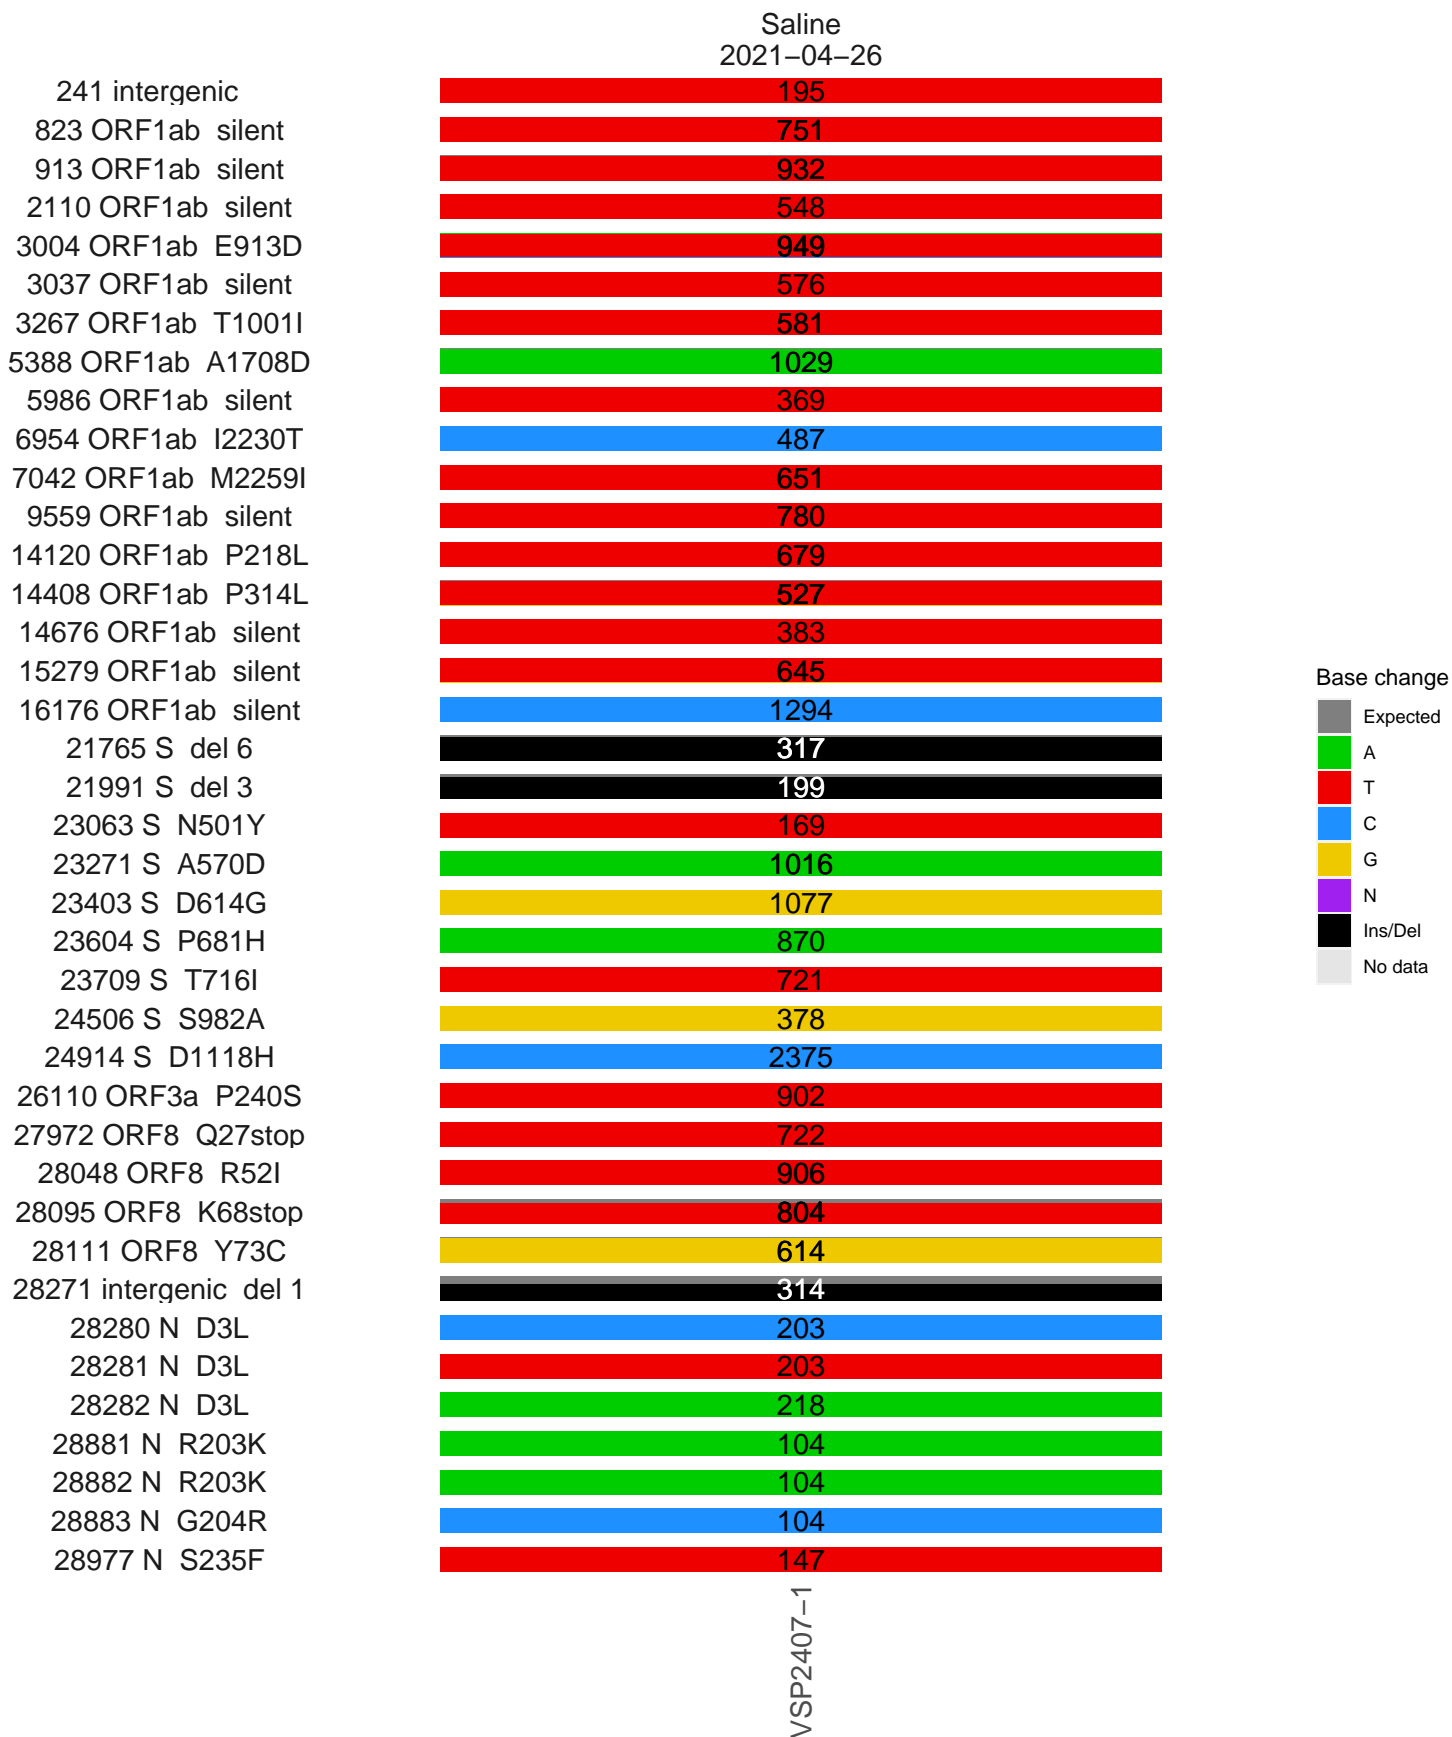 Saline
2021−04−26
241 intergenic 195
823 ORF1ab silent 751
913 ORF1ab silent 932
2110 ORF1ab silent 548
3004 ORF1ab E913D 949
3037 ORF1ab silent 576
3267 ORF1ab T1001I 581
5388 ORF1ab A1708D 1029
5986 ORF1ab silent 369
6954 ORF1ab I2230T 487
7042 ORF1ab M2259I 651
9559 ORF1ab silent 780
14120 ORF1ab P218L 679
14408 ORF1ab P314L 527
14676 ORF1ab silent 383
15279 ORF1ab silent 645
16176 ORF1ab silent 1294
21765 S del 6 317
21991 S del 3 199
23063 S N501Y 169
23271 S A570D 1016
23403 S D614G 1077
23604 S P681H 870
23709 S T716I 721
24506 S S982A 378
24914 S D1118H 2375
26110 ORF3a P240S 902
27972 ORF8 Q27stop 722
28048 ORF8 R52I 906
28095 ORF8 K68stop 804
28111 ORF8 Y73C 614
28271 intergenic del 1 314
28280 N D3L 203
28281 N D3L 203
28282 N D3L 218
28881 N R203K 104
28882 N R203K 104
28883 N G204R 104
28977 N S235F 147
VSP2407−1
Base change
Expected
A
T
C
G
N
Ins/Del
No data